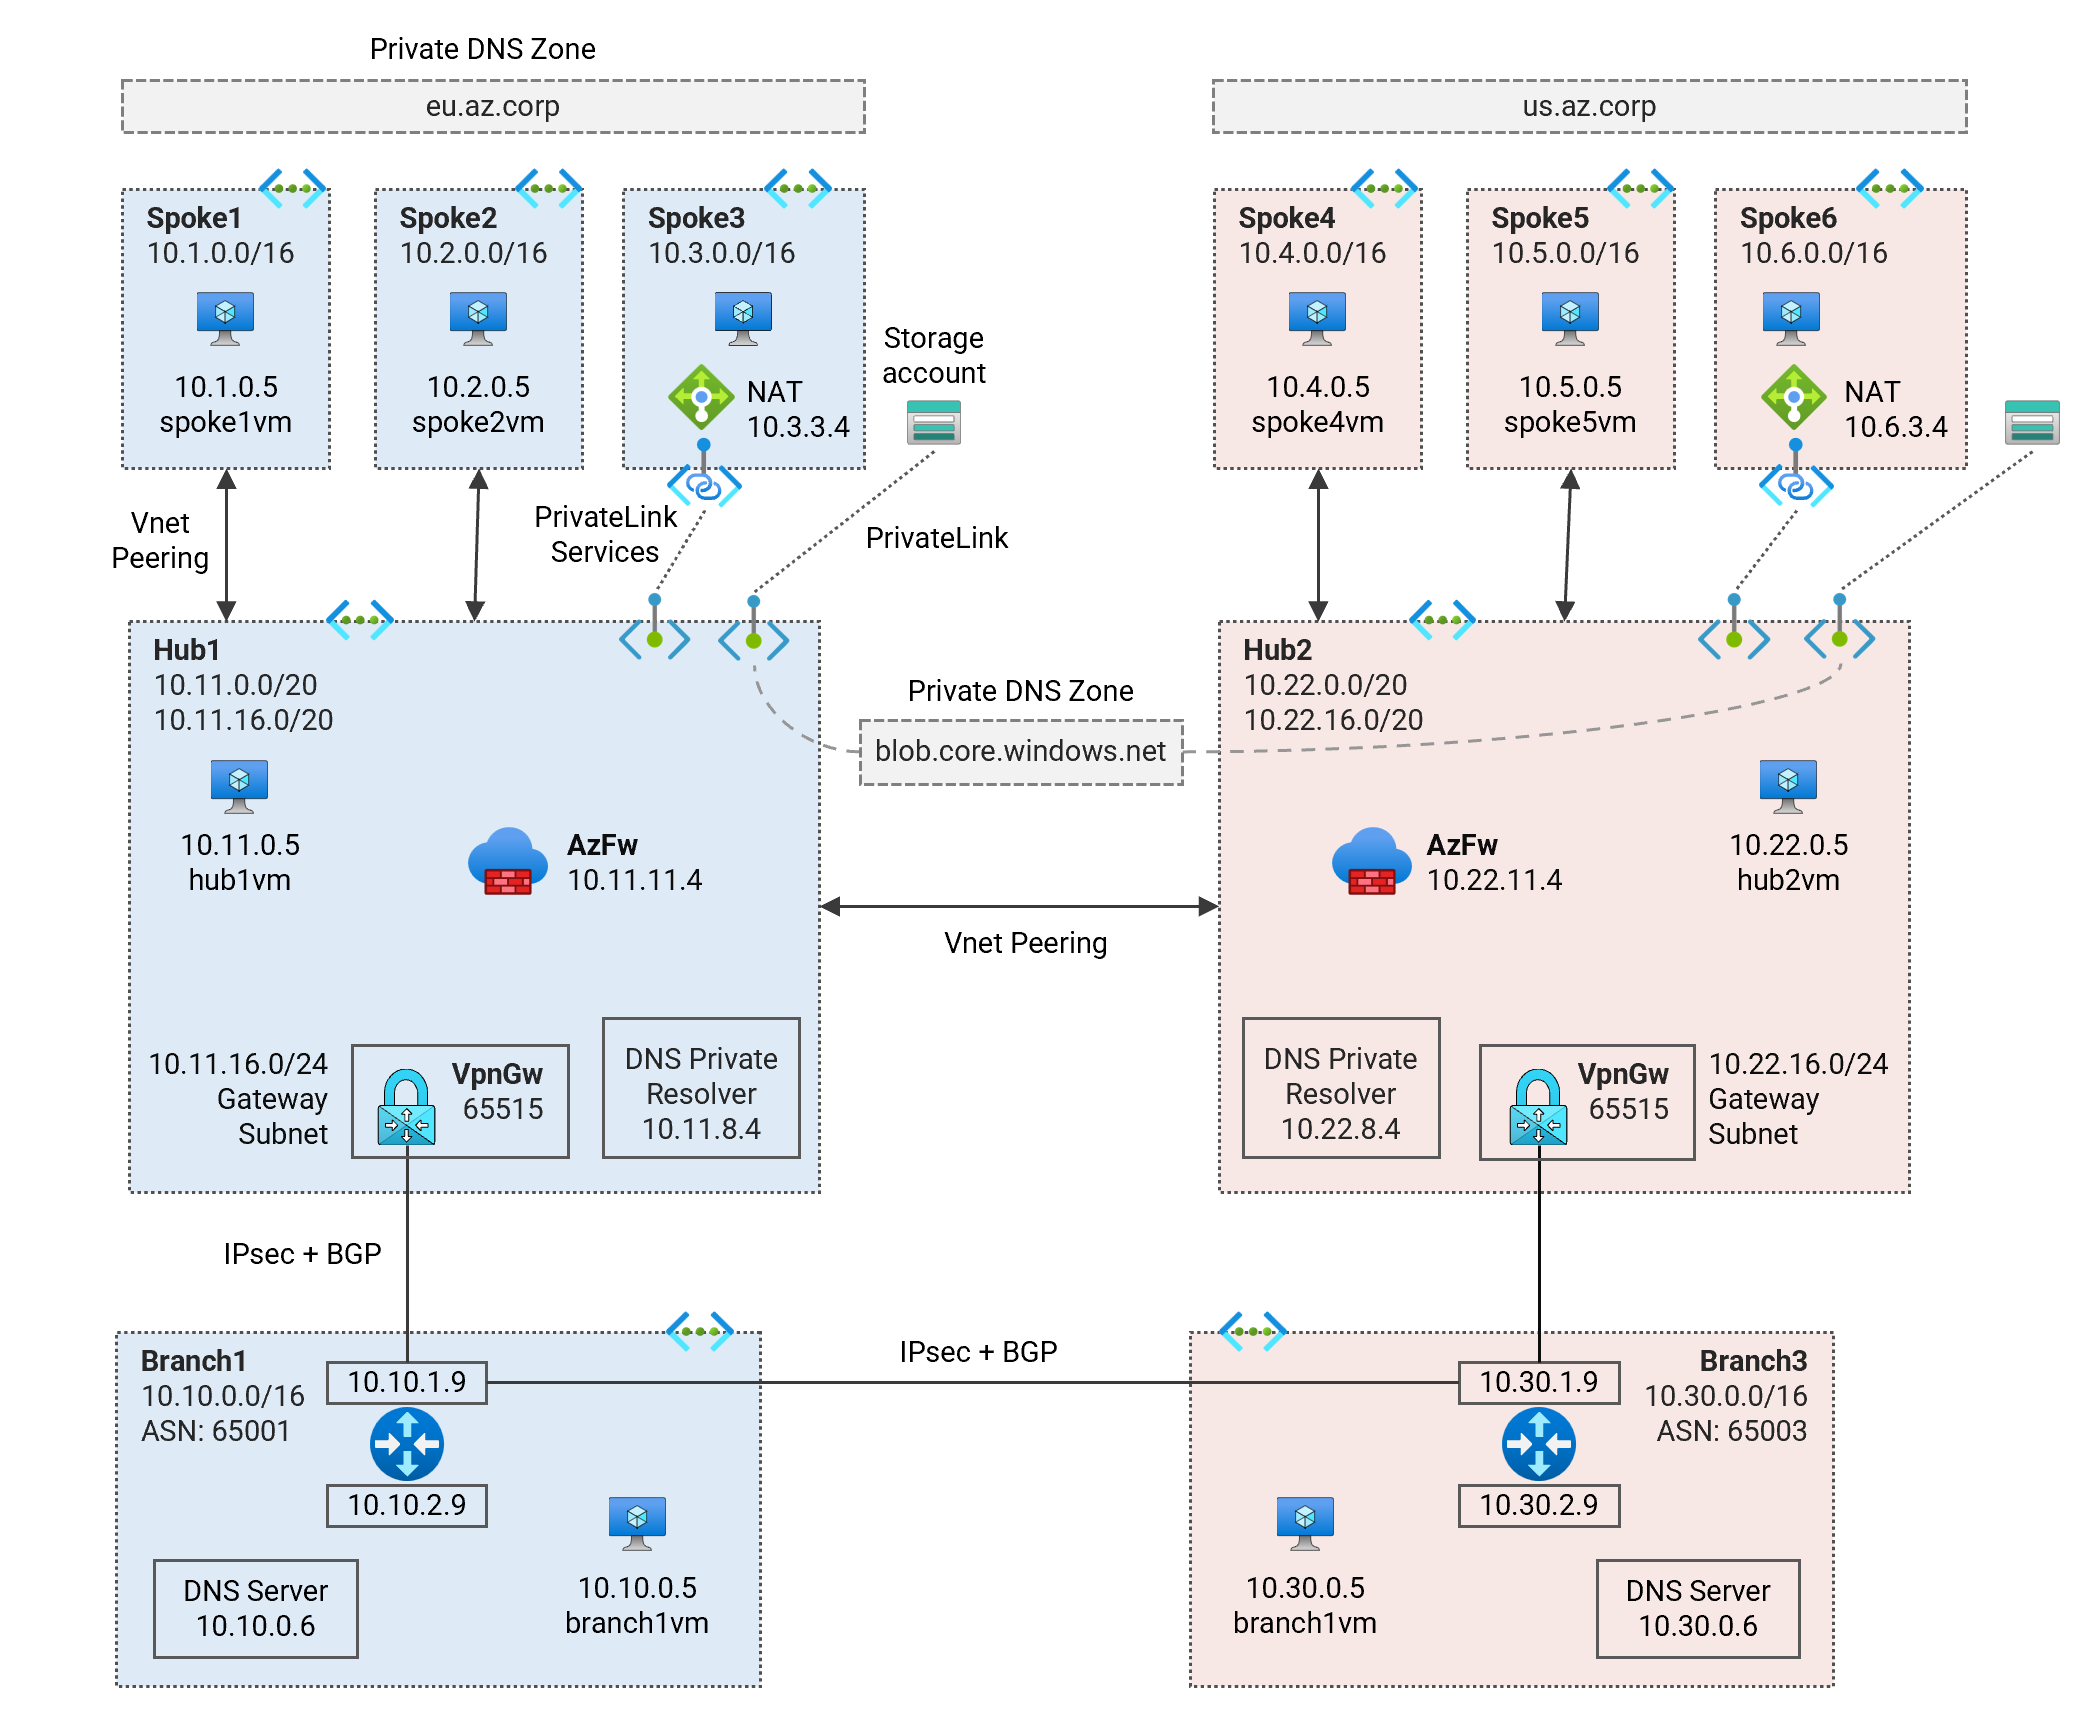 Private DNS Zone
eu.az.corp
us.az.corp
Spoke1
10.1.0.0/16
10.1.0.5
spoke1vm
Spoke2
10.2.0.0/16
10.2.0.5
spoke2vm
Spoke3
10.3.0.0/16
NAT
10.3.3.4
Storage
account
Spoke4
10.4.0.0/16
10.4.0.5
spoke4vm
Spoke5
10.5.0.0/16
10.5.0.5
spoke5vm
Spoke6
10.6.0.0/16
NAT
10.6.3.4
Vnet
Peering
PrivateLink
Services
PrivateLink
Hub1
10.11.0.0/20
10.11.16.0/20
10.11.0.5
hub1vm
AzFw
10.11.11.4
Private DNS Zone
blob.core.windows.net
Vnet Peering
Hub2
10.22.0.0/20
10.22.16.0/20
AzFw
10.22.11.4
10.22.0.5
hub2vm
10.11.16.0/24
Gateway
Subnet
VpnGw
65515
DNS Private
Resolver
10.11.8.4
DNS Private
Resolver
10.22.8.4
VpnGw
65515
10.22.16.0/24
Gateway
Subnet
IPsec + BGP
Branch1
10.10.0.0/16
ASN: 65001
10.10.1.9
10.10.2.9
DNS Server
10.10.0.6
10.10.0.5
branch1vm
IPsec + BGP
10.30.1.9
10.30.2.9
Branch3
10.30.0.0/16
ASN: 65003
10.30.0.5
branch1vm
DNS Server
10.30.0.6